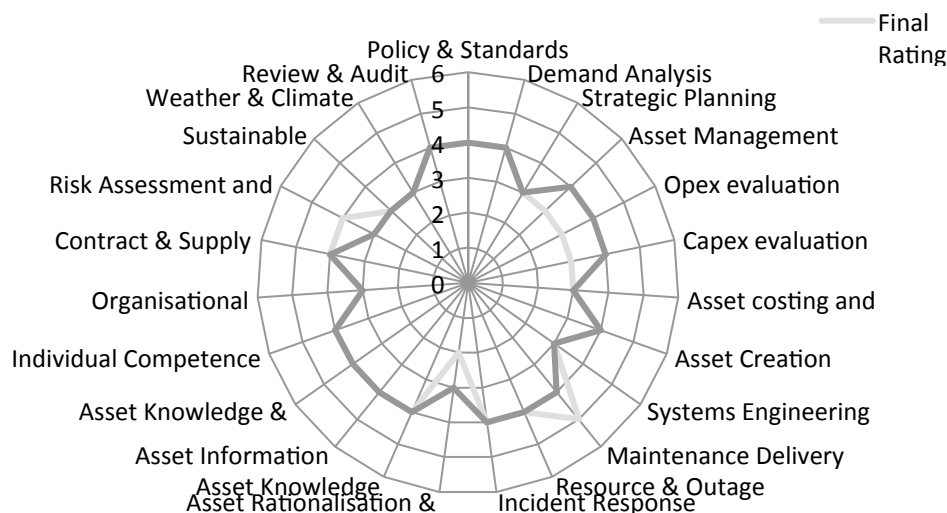 Final
Rating
Policy & Standards
Demand Analysis
Strategic Planning
Asset Management
Opex evaluation
Capex evaluation
Asset costing and
Asset Creation
Systems Engineering
Maintenance Delivery
Resource & Outage
Incident Response
Asset Rationalisation &
Asset Knowledge
Asset Information
Asset Knowledge &
Individual Competence
Organisational
Contract & Supply
Risk Assessment and
Sustainable
Weather & Climate
Review & Audit
6
5
4
3
2
1
0